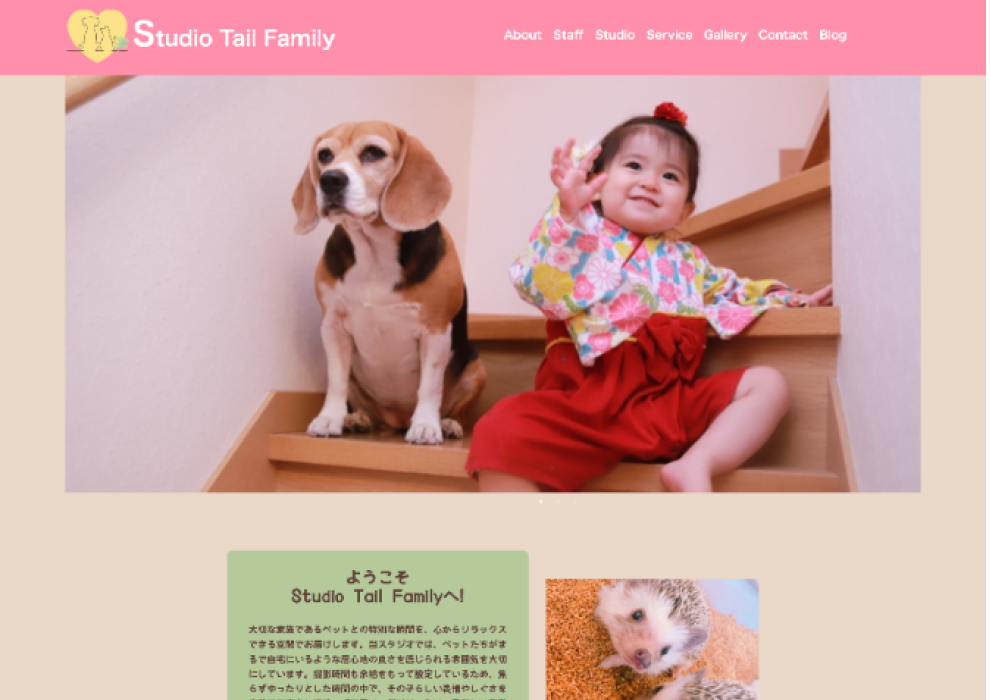 Studio Tail Family
About Staff Studio Service Gallery Contact Blog
ようこそ
Studio Tail Familyへ!
大切な家族であるペットとの特別な時間を、心からリラックス
できる空間でお届けします。当スタジオでは、ペットたちがま
るで自宅にいるような居心地の良さを感じられる雰囲気を大切
にしています。撮影時間も余裕をもって設定しているため、焦
らずゆったりとした時間の中で、その子らしい表情やしぐさを